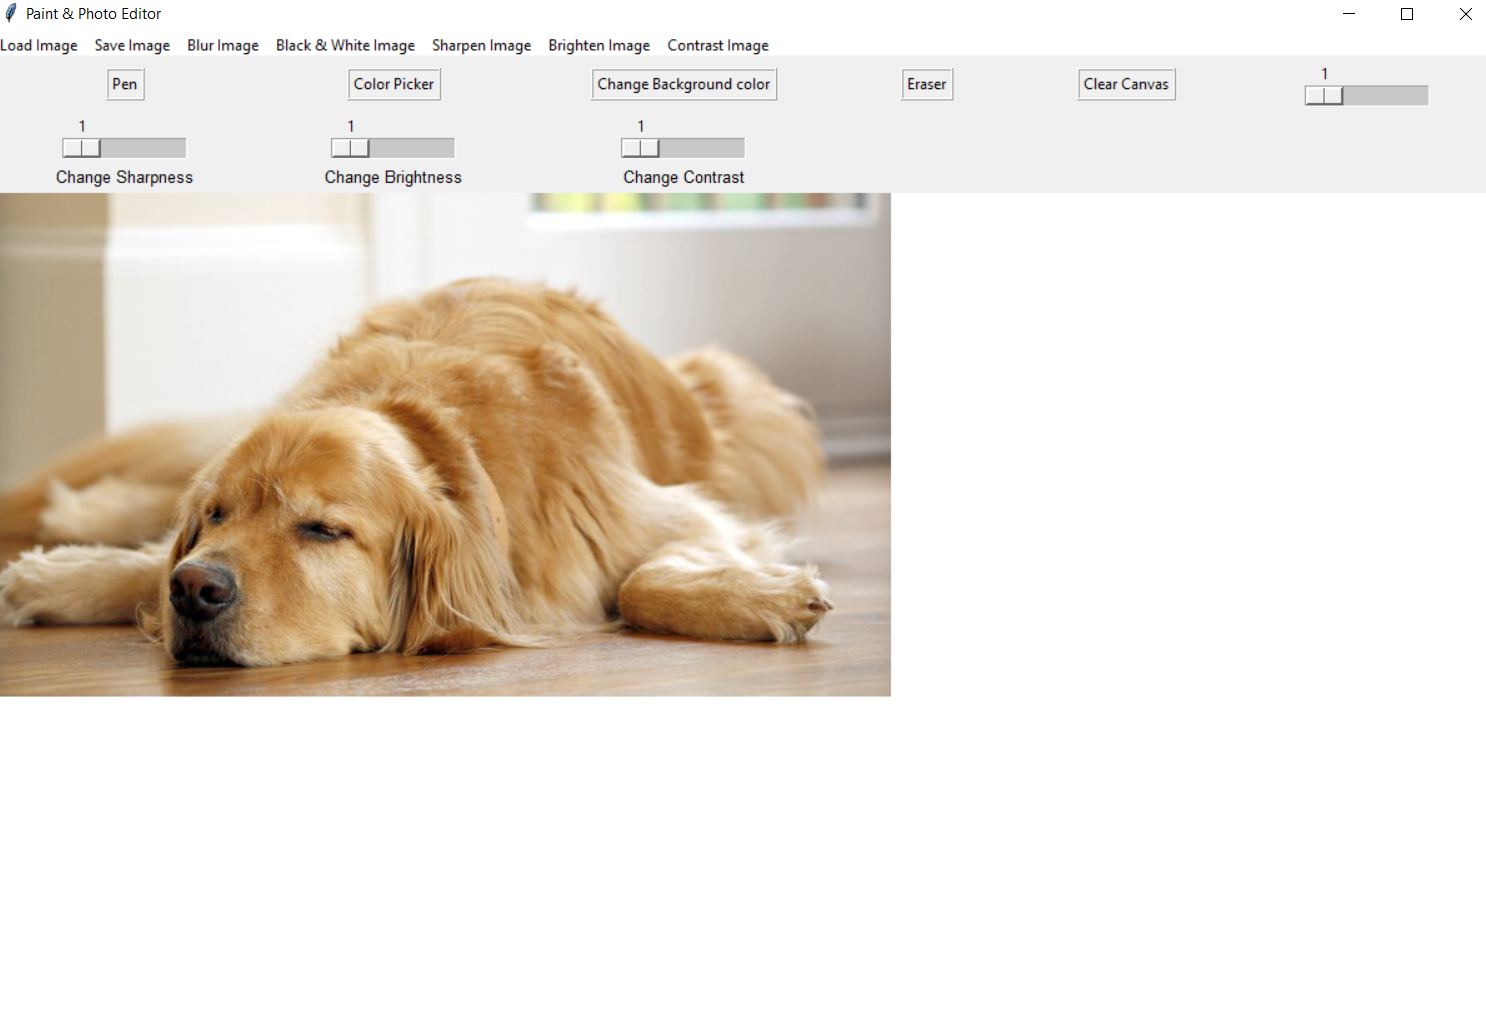 Paint & Photo Editor
Load Image Save Image Blur Image Black & White Image Sharpen Image Brighten Image Contrast Image
Pen Color Picker Change Background color Eraser Clear Canvas 1
1 1 1
Change Sharpness Change Brightness Change Contrast